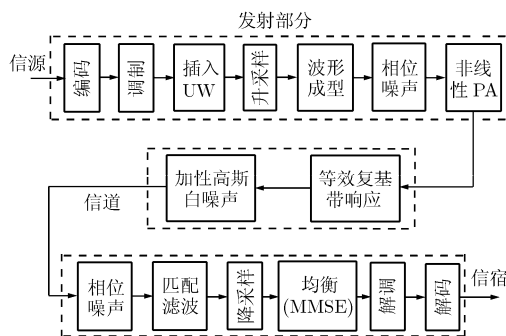 发射部分
信源
编码
调制
插入
UW
升采样
波形
成型
相位
噪声
非线
性 PA
加性高斯
白噪声
等效复基
带响应
信道
相位
噪声
匹配
滤波
降采样
均衡
(MMSE)
解调
解码
信宿